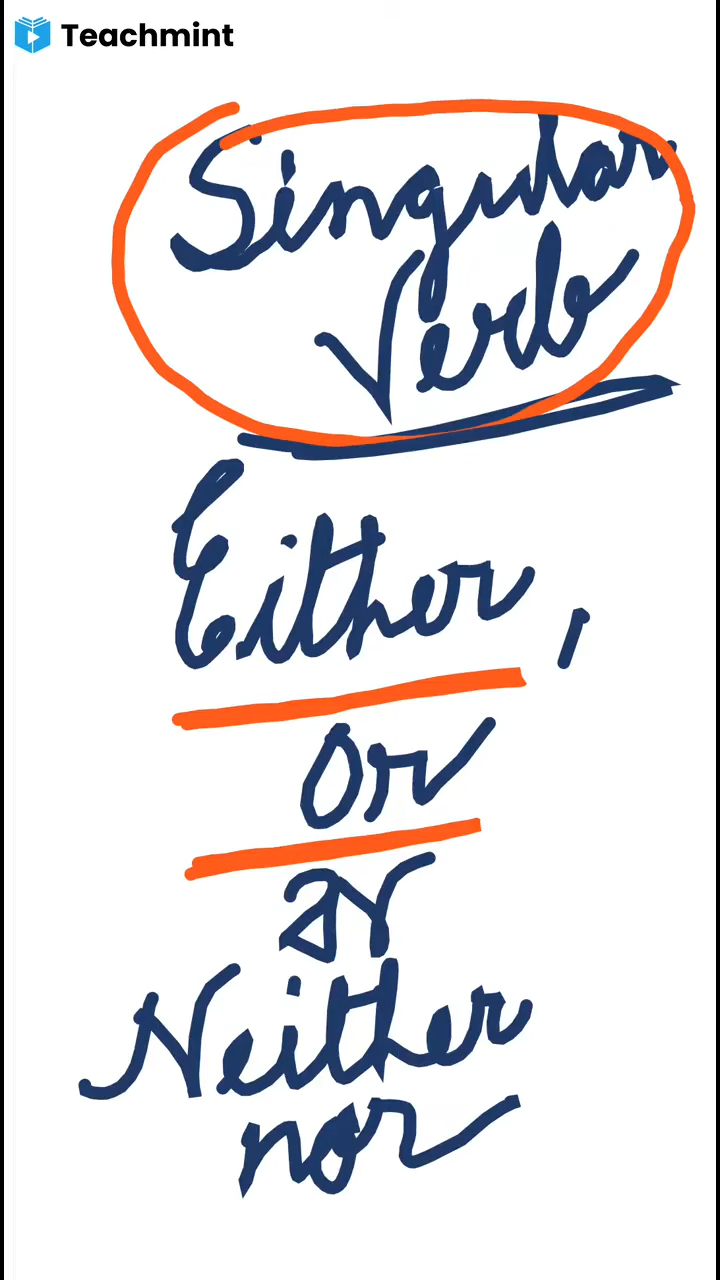 Teachmint
Singular
Verb
Either,
Or
or
Neither
nor